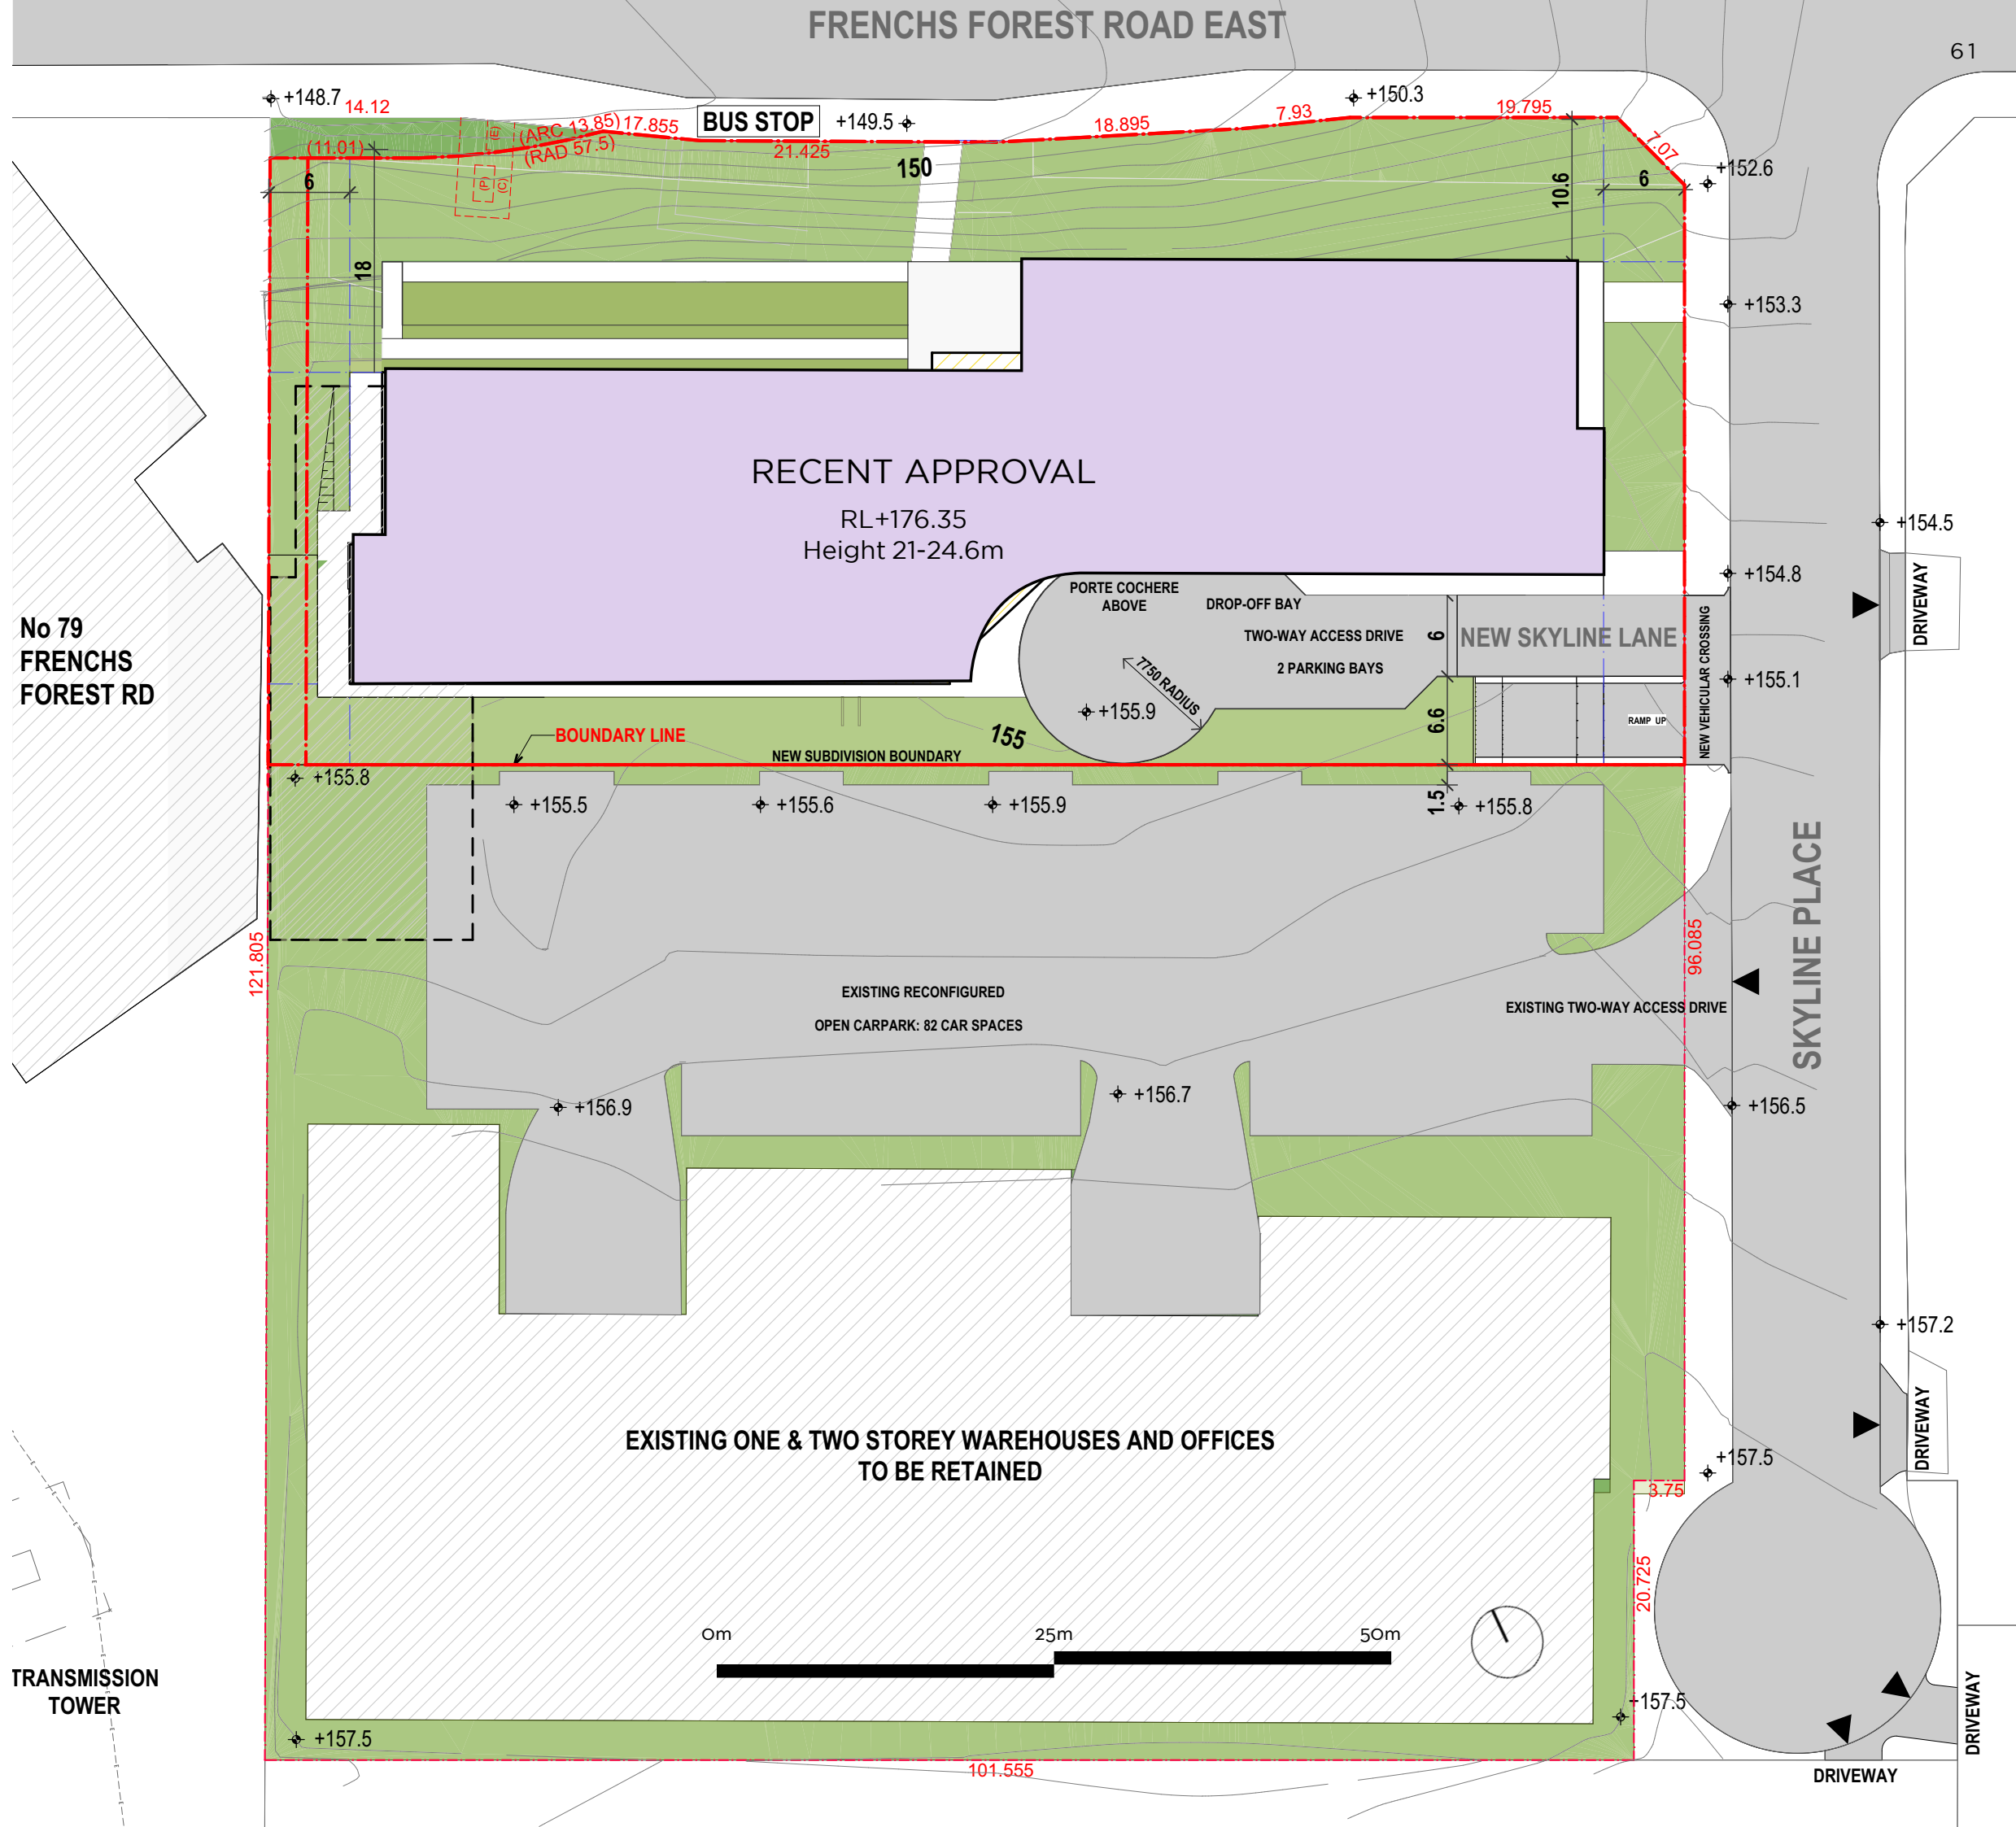 FRENCHS FOREST ROAD EAST
61
+148.7
14.12
(11.01)
(ARC 13.85)
(RAD 57.5)
17.855
BUS STOP
+149.5
21.425
18.895
7.93
+150.3
19.795
7.07
+152.6
150
6
6
10.6
18
(E)
(P)
(C)
+153.3
RECENT APPROVAL
RL+176.35
Height 21-24.6m
+154.5
+154.8
DRIVEWAY
PORTE COCHERE
ABOVE
DROP-OFF BAY
TWO-WAY ACCESS DRIVE
2 PARKING BAYS
6
NEW SKYLINE LANE
NEW VEHICULAR CROSSING
+155.1
7750 RADIUS
+155.9
6.6
RAMP UP
No 79
FRENCHS
FOREST RD
BOUNDARY LINE
155
NEW SUBDIVISION BOUNDARY
+155.8
+155.5
+155.6
+155.9
1.5
+155.8
SKYLINE PLACE
121.805
96.085
EXISTING RECONFIGURED
OPEN CARPARK: 82 CAR SPACES
EXISTING TWO-WAY ACCESS DRIVE
+156.9
+156.7
+156.5
+157.2
DRIVEWAY
EXISTING ONE & TWO STOREY WAREHOUSES AND OFFICES
TO BE RETAINED
+157.5
3.75
20.725
0m
25m
50m
TRANSMISSION
TOWER
+157.5
+157.5
101.555
DRIVEWAY
DRIVEWAY